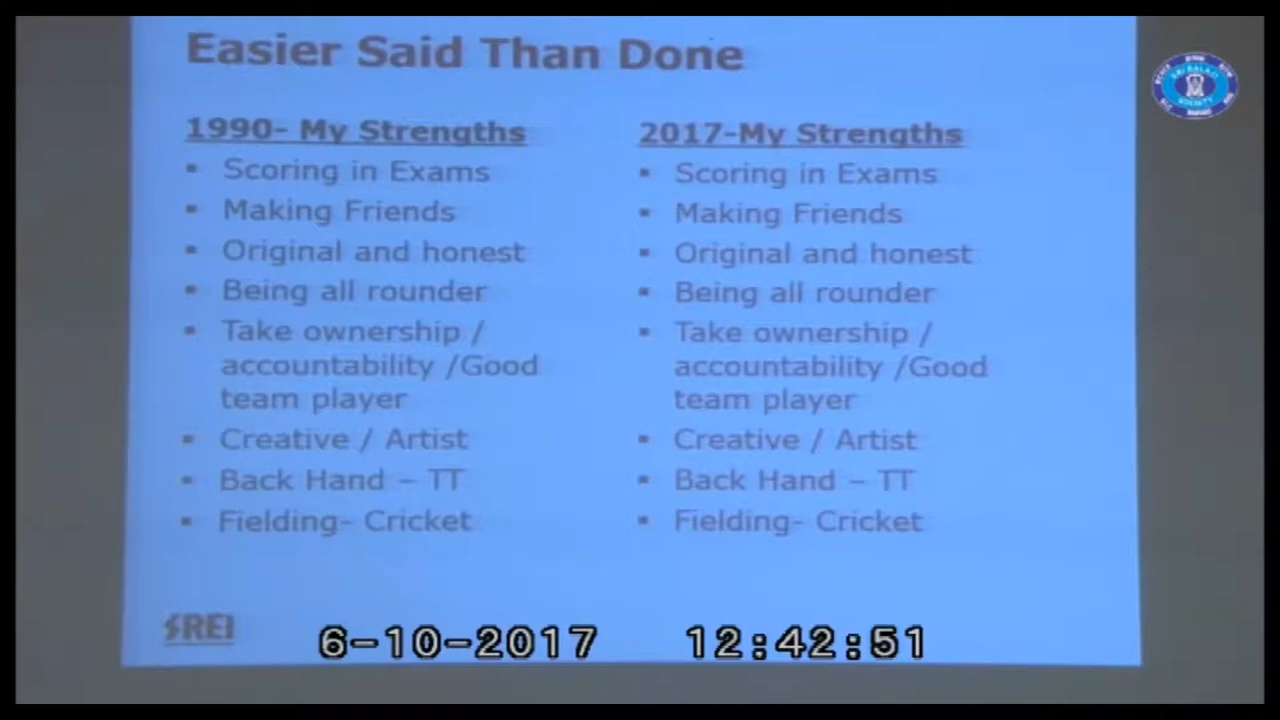 Easier Said Than Done
1990- My Strengths
▪ Scoring in Exams
▪ Making Friends
▪ Original and honest
▪ Being all rounder
▪ Take ownership /
accountability /Good
team player
▪ Creative / Artist
▪ Back Hand – TT
▪ Fielding- Cricket
2017-My Strengths
▪ Scoring in Exams
▪ Making Friends
▪ Original and honest
▪ Being all rounder
▪ Take ownership /
accountability /Good
team player
▪ Creative / Artist
▪ Back Hand – TT
▪ Fielding- Cricket
SREI
6-10-2017 12:42:51
SRI BALAJI
SOCIETY